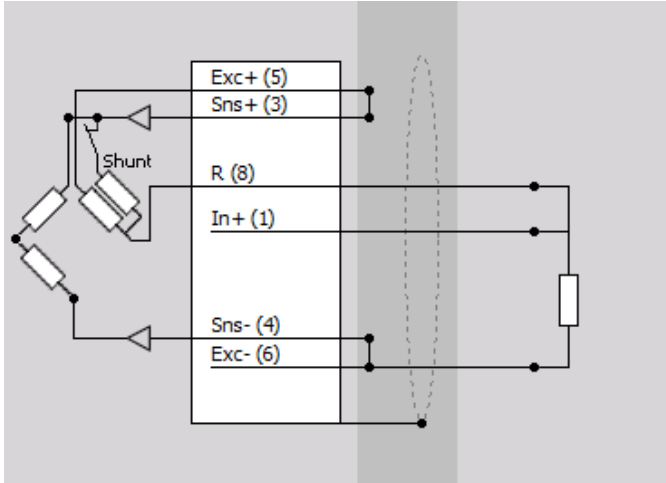 Exc+ (5)
Sns+ (3)
Shunt
R (8)
In+ (1)
Sns- (4)
Exc- (6)